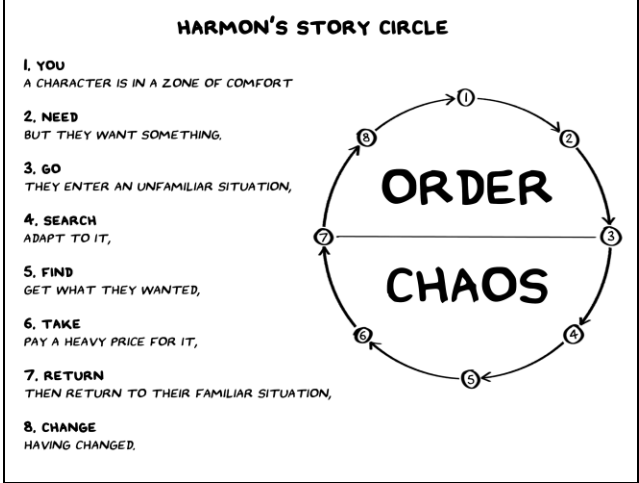 HARMON'S STORY CIRCLE
1. YOU
A CHARACTER IS IN A ZONE OF COMFORT
2. NEED
BUT THEY WANT SOMETHING.
3. GO
THEY ENTER AN UNFAMILIAR SITUATION,
4. SEARCH
ADAPT TO IT,
5. FIND
GET WHAT THEY WANTED,
6. TAKE
PAY A HEAVY PRICE FOR IT,
7. RETURN
THEN RETURN TO THEIR FAMILIAR SITUATION,
8. CHANGE
HAVING CHANGED.
1
8
2
ORDER
7
3
CHAOS
6
4
5